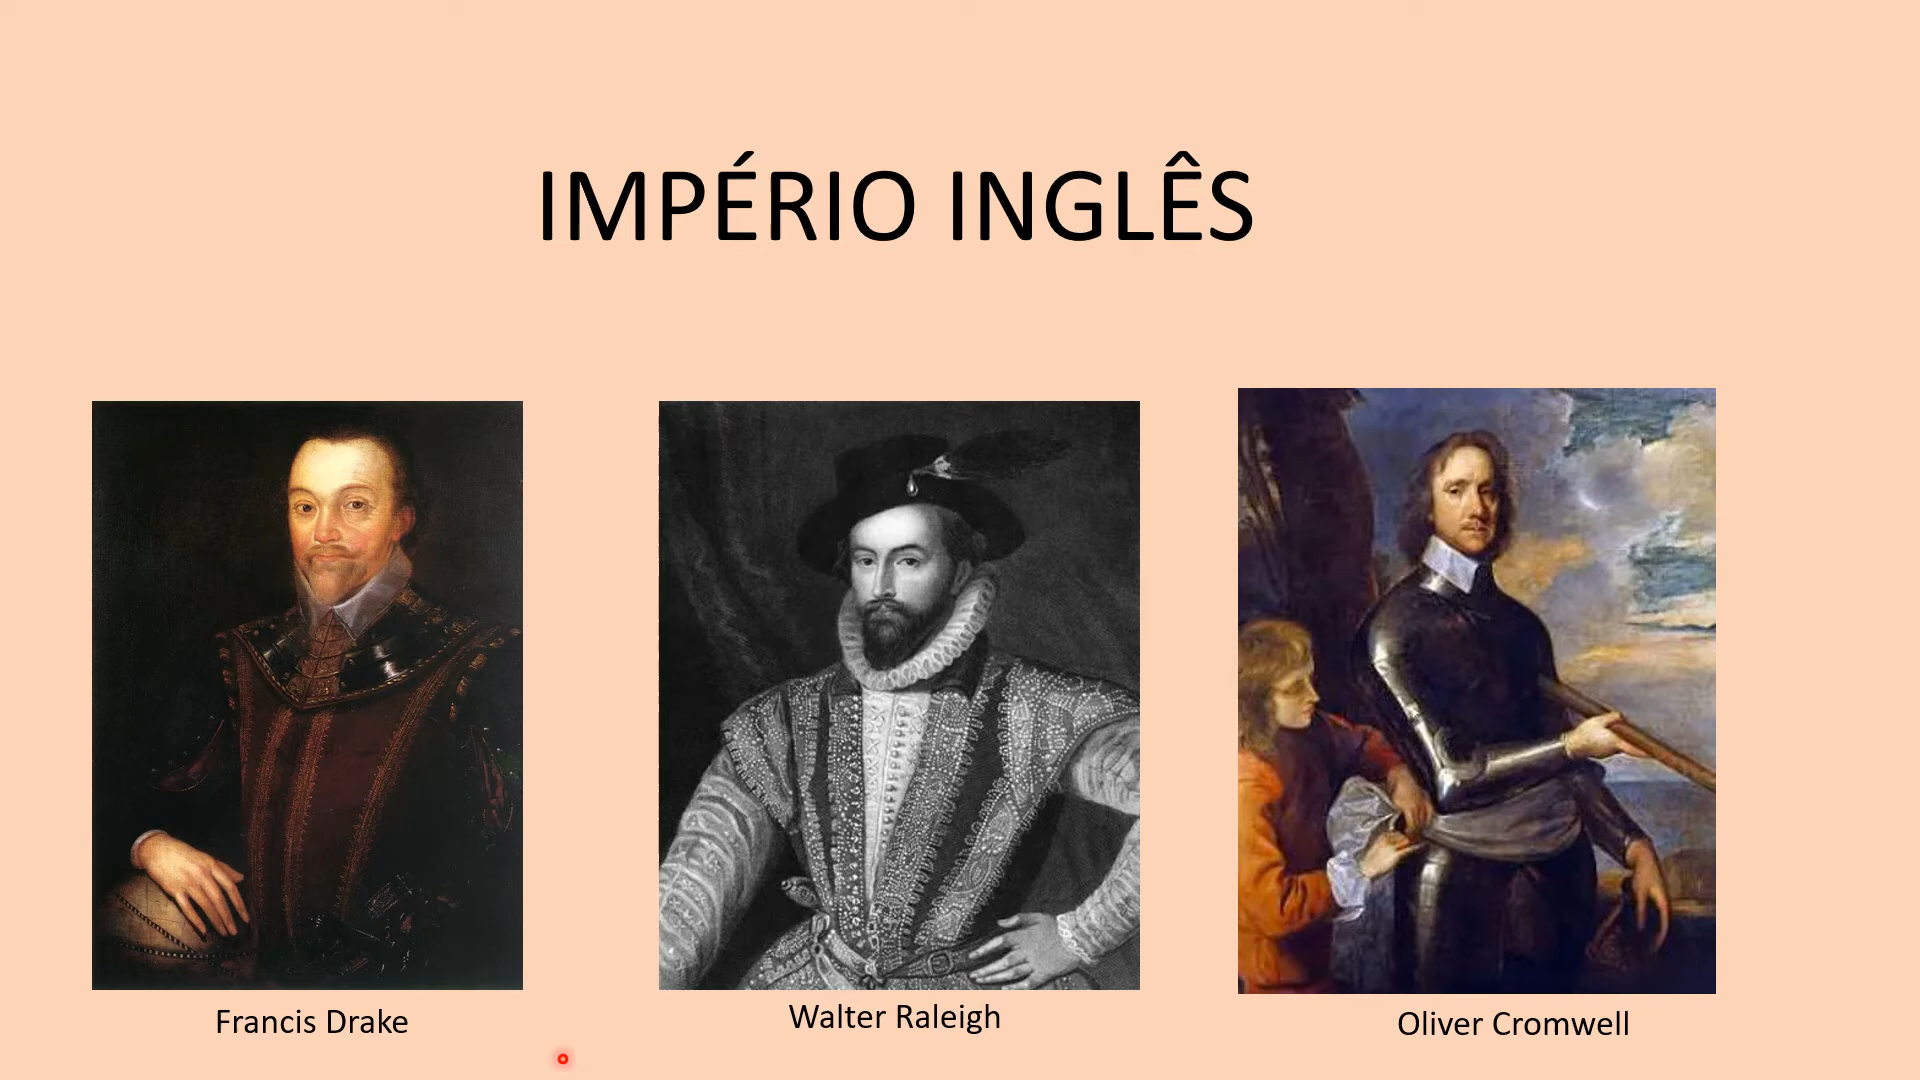 IMPÉRIO INGLÊS
Francis Drake
Walter Raleigh
Oliver Cromwell